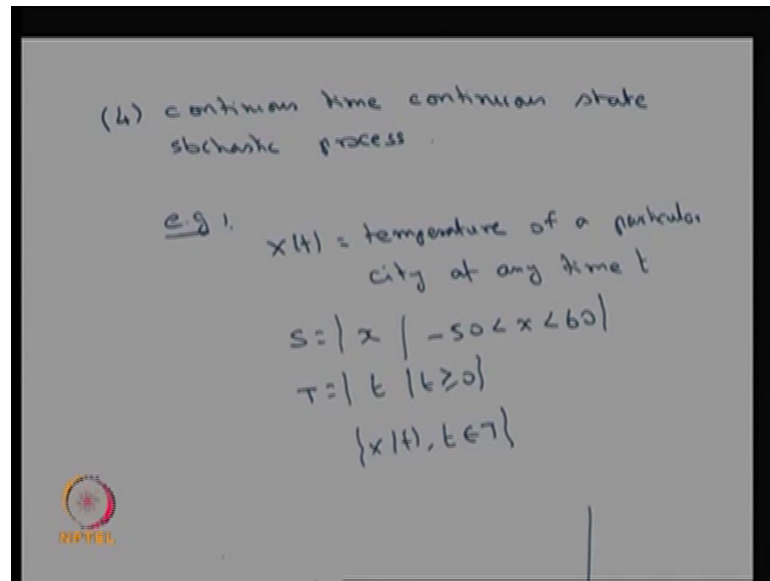 (4) continuous time continuous state
stochastic process.
e.g 1.
X(t) = temperature of a particular
city at any time t
S = {x | -50 < x < 60}
T = {t | t ≥ 0}
{X(t), t ∈ T}
NPTEL